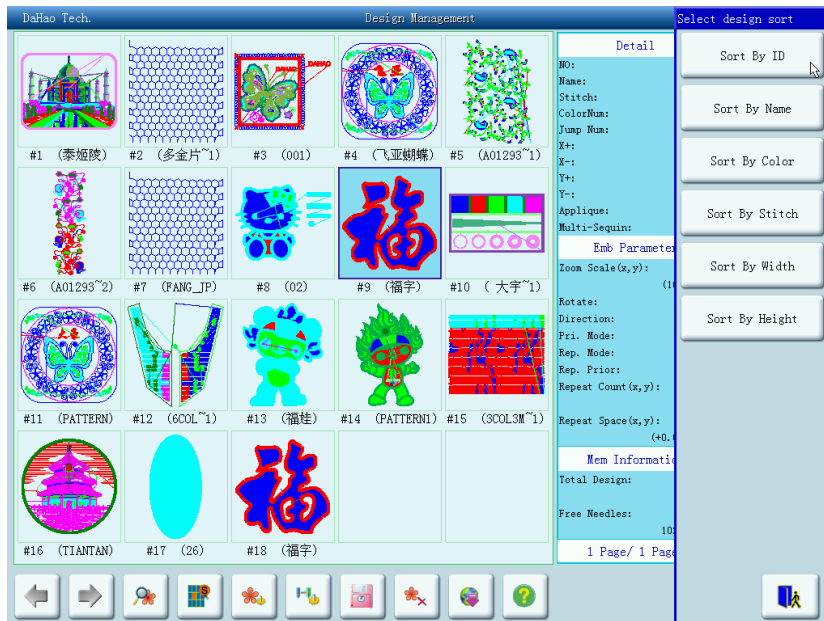 DaHao Tech.
Design Management
Select design sort
DAHAO
DAHAO
#1 (泰姬陵)
#2 (多金片~1)
#3 (001)
#4 (飞亚蝴蝶)
#5 (A01293~1)
#6 (A01293~2)
#7 (FANG_JP)
#8 (02)
福
#9 (福字)
#10 ( 大宇~1)
#11 (PATTERN)
#12 (6COL~1)
#13 (福娃)
#14 (PATTERN1)
#15 (3COL3M~1)
#16 (TIANTAN)
#17 (26)
福
#18 (福字)
Detail
NO:
Name:
Stitch:
ColorNum:
Jump Num:
X+:
X-:
Y+:
Y-:
Applique:
Multi-Sequin:
Emb Parameter
Zoom Scale(x,y):
Rotate:
Direction:
Pri. Mode:
Rep. Mode:
Rep. Prior:
Repeat Count(x,y):
Repeat Space(x,y):
Mem Informatio
Total Design:
Free Needles:
1 Page/ 1 Page
Sort By ID
Sort By Name
Sort By Color
Sort By Stitch
Sort By Width
Sort By Height